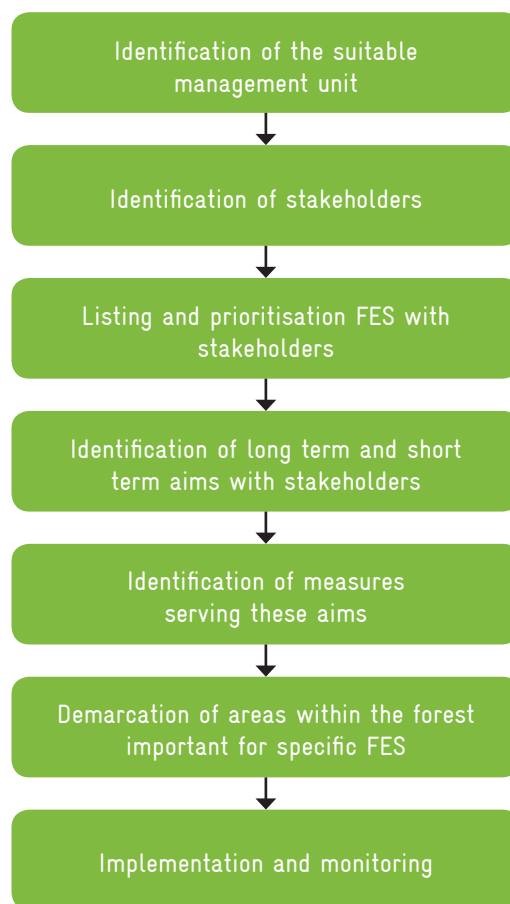 Identification of the suitable
management unit
Identification of stakeholders
Listing and prioritisation FES with
stakeholders
Identification of long term and short
term aims with stakeholders
Identification of measures
serving these aims
Demarcation of areas within the forest
important for specific FES
Implementation and monitoring